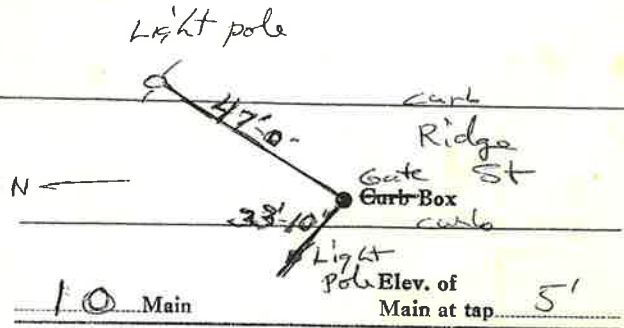 Light pole
47'-0"
curb
Ridge
St
N
Gate
Curb Box
33'-10"
curb
Light
Pole
Elev. of
10 Main
Main at tap 5'